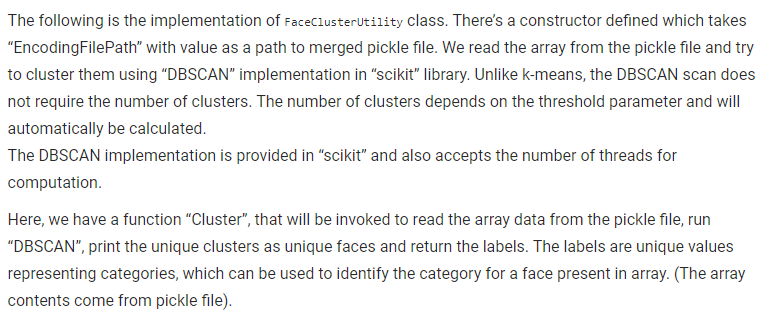 The following is the implementation of FaceClusterUtility class. There’s a constructor defined which takes
“EncodingFilePath” with value as a path to merged pickle file. We read the array from the pickle file and try
to cluster them using “DBSCAN” implementation in “scikit” library. Unlike k-means, the DBSCAN scan does
not require the number of clusters. The number of clusters depends on the threshold parameter and will
automatically be calculated.
The DBSCAN implementation is provided in “scikit” and also accepts the number of threads for
computation.
Here, we have a function “Cluster”, that will be invoked to read the array data from the pickle file, run
“DBSCAN”, print the unique clusters as unique faces and return the labels. The labels are unique values
representing categories, which can be used to identify the category for a face present in array. (The array
contents come from pickle file).